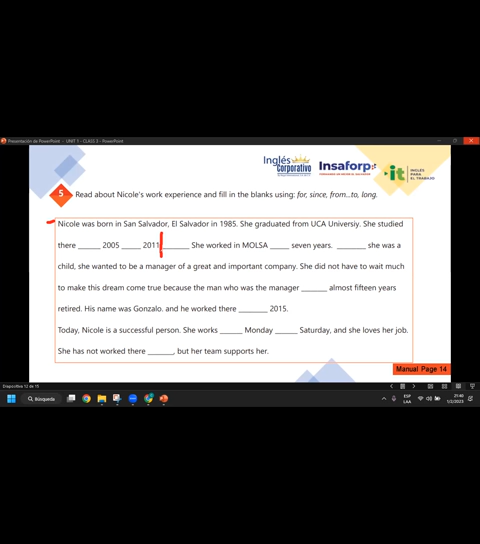 Presentación de PowerPoint - UNIT 1 - CLASS 3 - PowerPoint
Inglés
Corporativo
Insaforp
it
INGLÉS
PARA
EL TRABAJO
5
Read about Nicole's work experience and fill in the blanks using: for, since, from...to, long.
Nicole was born in San Salvador, El Salvador in 1985. She graduated from UCA Universiy. She studied
there ______ 2005 _____ 2011 _______ She worked in MOLSA _____ seven years. ________ she was a
child, she wanted to be a manager of a great and important company. She did not have to wait much
to make this dream come true because the man who was the manager _______ almost fifteen years
retired. His name was Gonzalo. and he worked there ________ 2015.
Today, Nicole is a successful person. She works ______ Monday ______ Saturday, and she loves her job.
She has not worked there _______, but her team supports her.
Manual Page 14
Diapositiva 12 de 15
Búsqueda
ESP
LAA
21:40
1/2/2023